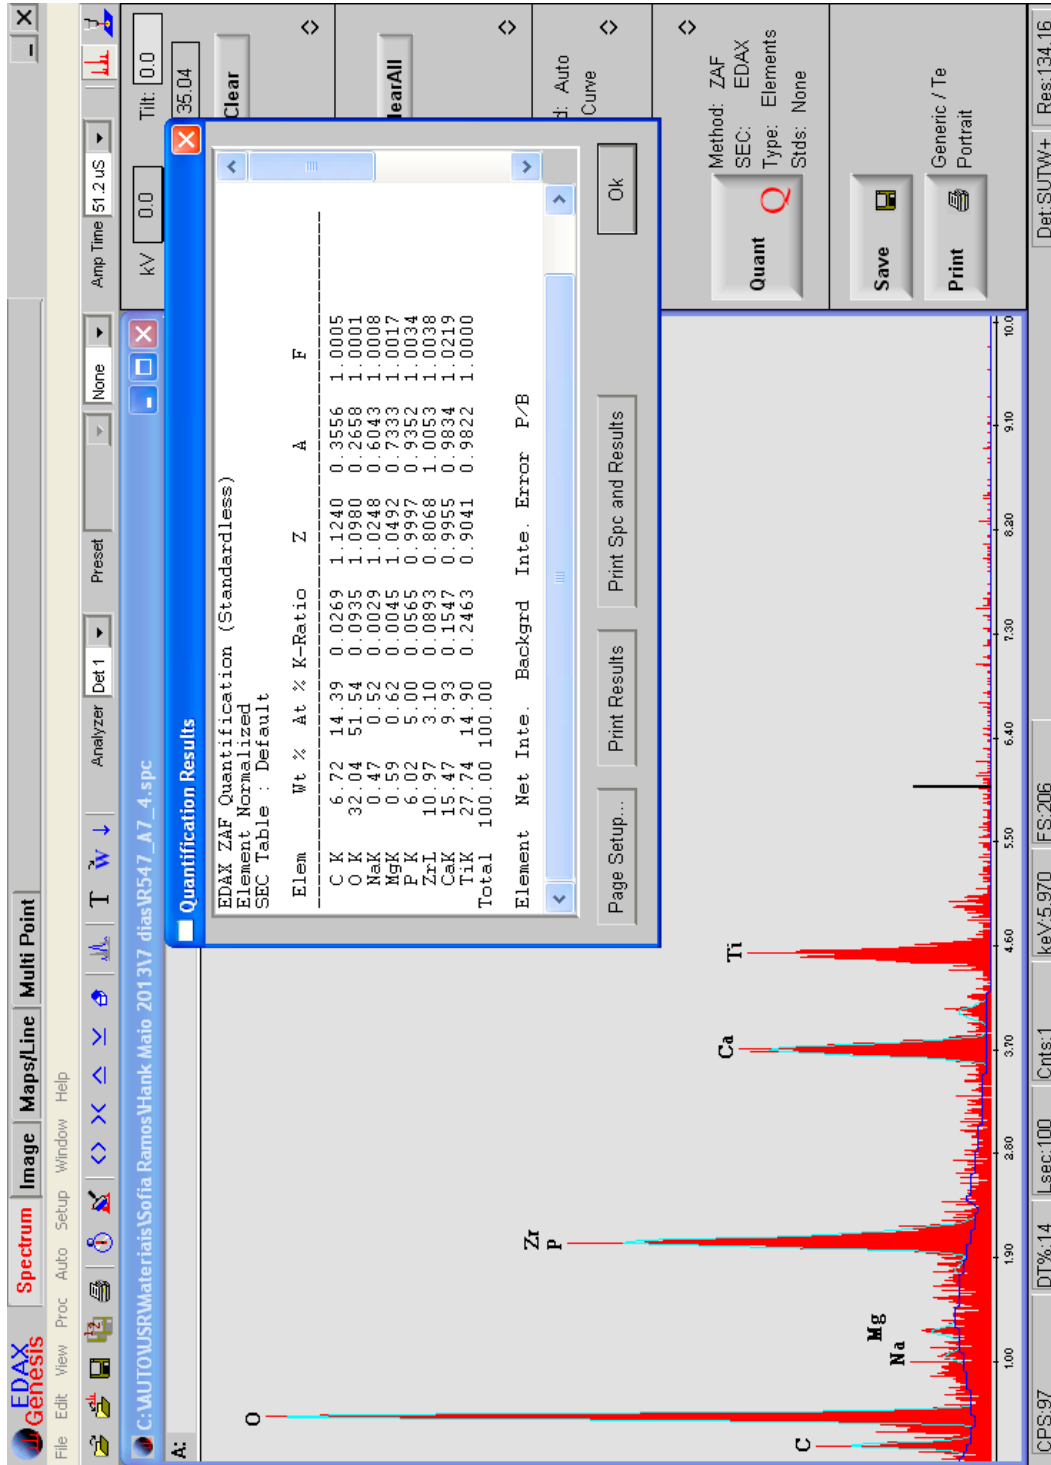 EDAX
Genesis
Spectrum Image Maps/Line Multi Point
File Edit View Proc Auto Setup Window Help
T W
Analyzer Det 1 Preset None Amp Time 51.2 uS
C:\AUTO\USR\Materiais\Sofia Ramos\Hank Maio 2013\7 dias\R547_A7_4.spc
kV 0.0 Tilt: 0.0
A:
35.04
Quantification Results
EDAX ZAF Quantification (Standardless)
Element Normalized
SEC Table : Default
Elem Wt % At % K-Ratio Z A F
C K 6.72 14.39 0.0269 1.1240 0.3556 1.0005
O K 32.04 51.54 0.0935 1.0980 0.2658 1.0001
NaK 0.47 0.52 0.0029 1.0248 0.6043 1.0008
MgK 0.59 0.62 0.0045 1.0492 0.7333 1.0017
P K 6.02 5.00 0.0565 0.9997 0.9352 1.0034
ZrL 10.97 3.10 0.0893 0.8068 1.0053 1.0038
CaK 15.47 9.93 0.1547 0.9955 0.9834 1.0219
TiK 27.74 14.90 0.2463 0.9041 0.9822 1.0000
Total 100.00 100.00
Element Net Inte. Backgrd Inte. Error P/B
Page Setup... Print Results Print Spc and Results Ok
Clear
learAll
d: Auto
Curve
Quant Q
Method: ZAF
SEC: EDAX
Type: Elements
Stds: None
Save
Print
Generic / Te
Portrait
O
C
Na
Mg
Zr
P
Ca
Ti
1.00 1.90 2.80 3.70 4.60 5.50 6.40 7.30 8.20 9.10 10.0
CPS:97 DT%:14 Lsec:100 Cnts:1 keV:5.970 FS:206 Det:SUTW+ Res:134.16